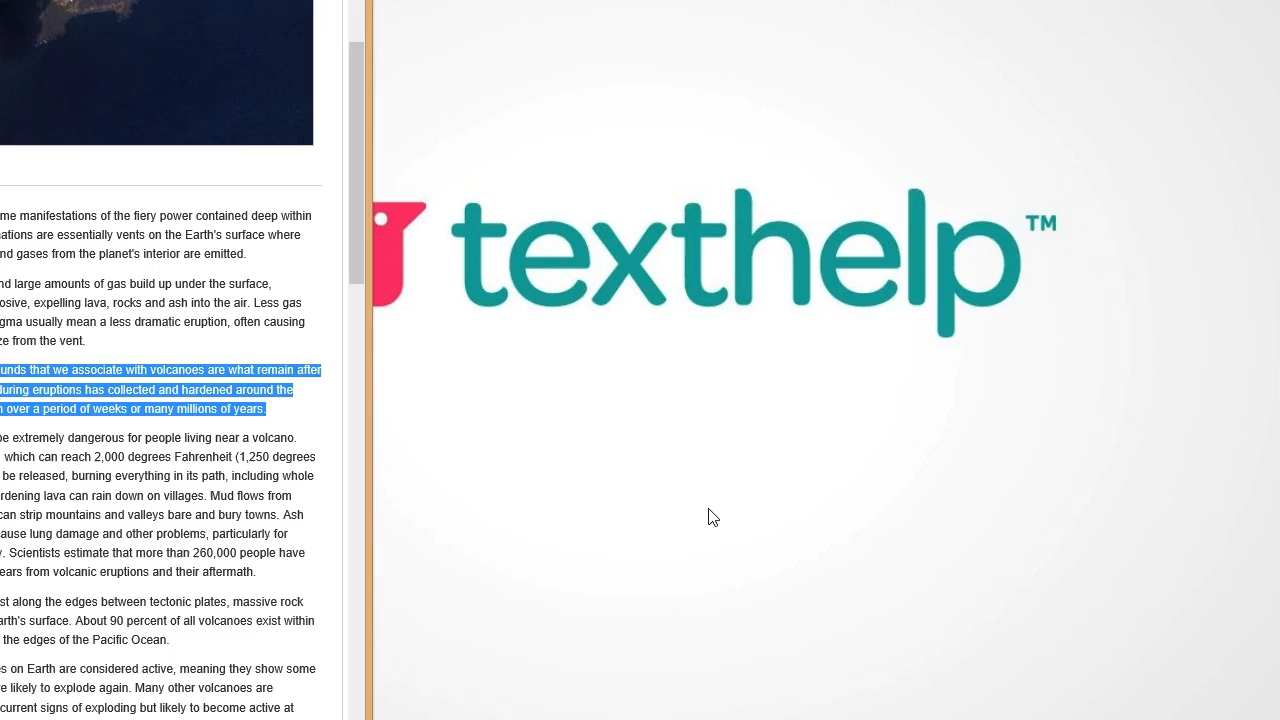 me manifestations of the fiery power contained deep within
ations are essentially vents on the Earth's surface where
nd gases from the planet's interior are emitted.
nd large amounts of gas build up under the surface,
osive, expelling lava, rocks and ash into the air. Less gas
gma usually mean a less dramatic eruption, often causing
ze from the vent.
unds that we associate with volcanoes are what remain after
during eruptions has collected and hardened around the
n over a period of weeks or many millions of years.
be extremely dangerous for people living near a volcano.
which can reach 2,000 degrees Fahrenheit (1,250 degrees
be released, burning everything in its path, including whole
rdening lava can rain down on villages. Mud flows from
can strip mountains and valleys bare and bury towns. Ash
ause lung damage and other problems, particularly for
y. Scientists estimate that more than 260,000 people have
ears from volcanic eruptions and their aftermath.
st along the edges between tectonic plates, massive rock
arth's surface. About 90 percent of all volcanoes exist within
the edges of the Pacific Ocean.
es on Earth are considered active, meaning they show some
e likely to explode again. Many other volcanoes are
current signs of exploding but likely to become active at
texthelp™